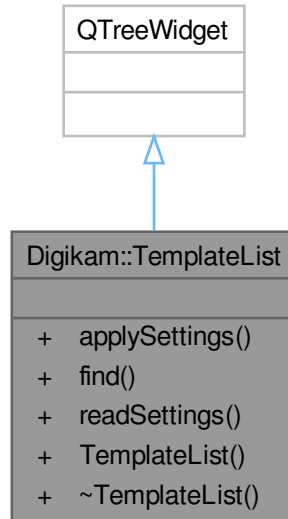 QTreeWidget
Digikam::TemplateList
+ applySettings()
+ find()
+ readSettings()
+ TemplateList()
+ ~TemplateList()